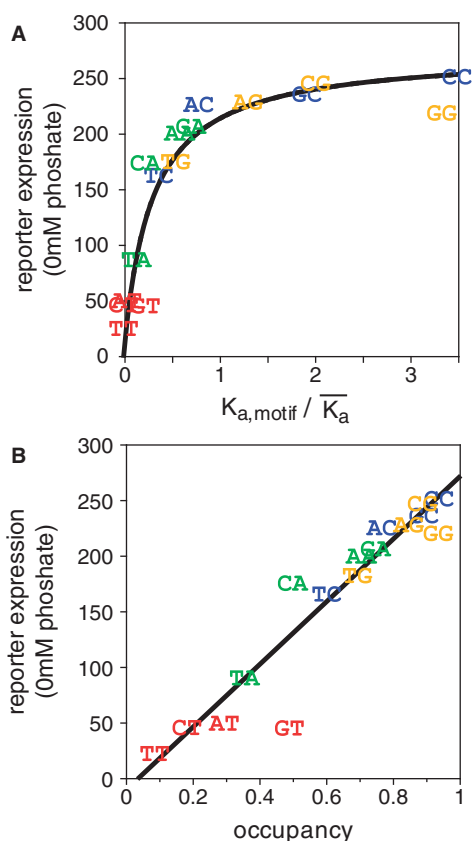 A
300
250
200
150
100
50
0
reporter expression
(0mM phoshate)
CC
CG
GC
GG
AG
AC
GA
AA
CA
TG
TC
TA
AT
CT
GT
TT
0
1
2
3
K a,motif / K a
B
300
250
200
150
100
50
0
reporter expression
(0mM phoshate)
CC
CG
GC
AG
GG
AC
GA
AA
TG
CA
TC
TA
AT
CT
GT
TT
0
0.2
0.4
0.6
0.8
1
occupancy